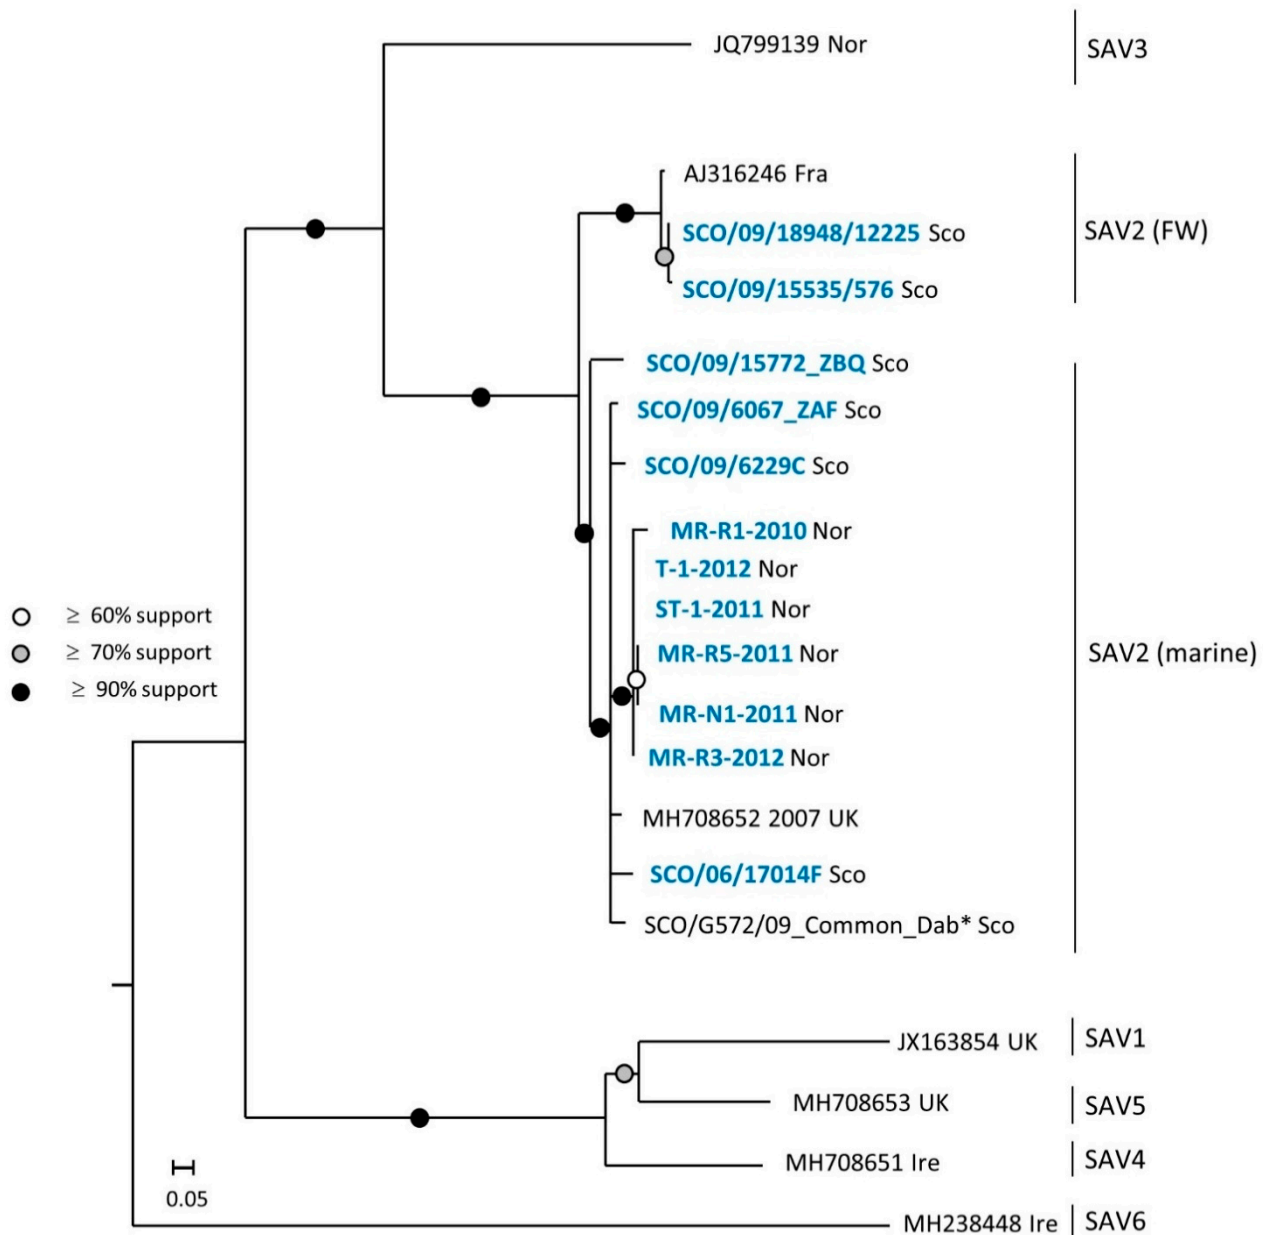 JQ799139 Nor
SAV3
AJ316246 Fra
SCO/09/18948/12225 Sco
SAV2 (FW)
SCO/09/15535/576 Sco
SCO/09/15772_ZBQ Sco
SCO/09/6067_ZAF Sco
SCO/09/6229C Sco
MR-R1-2010 Nor
T-1-2012 Nor
ST-1-2011 Nor
≥ 60% support
≥ 70% support
≥ 90% support
MR-R5-2011 Nor
SAV2 (marine)
MR-N1-2011 Nor
MR-R3-2012 Nor
MH708652 2007 UK
SCO/06/17014F Sco
SCO/G572/09_Common_Dab* Sco
JX163854 UK
SAV1
MH708653 UK
SAV5
MH708651 Ire
SAV4
0.05
MH238448 Ire
SAV6